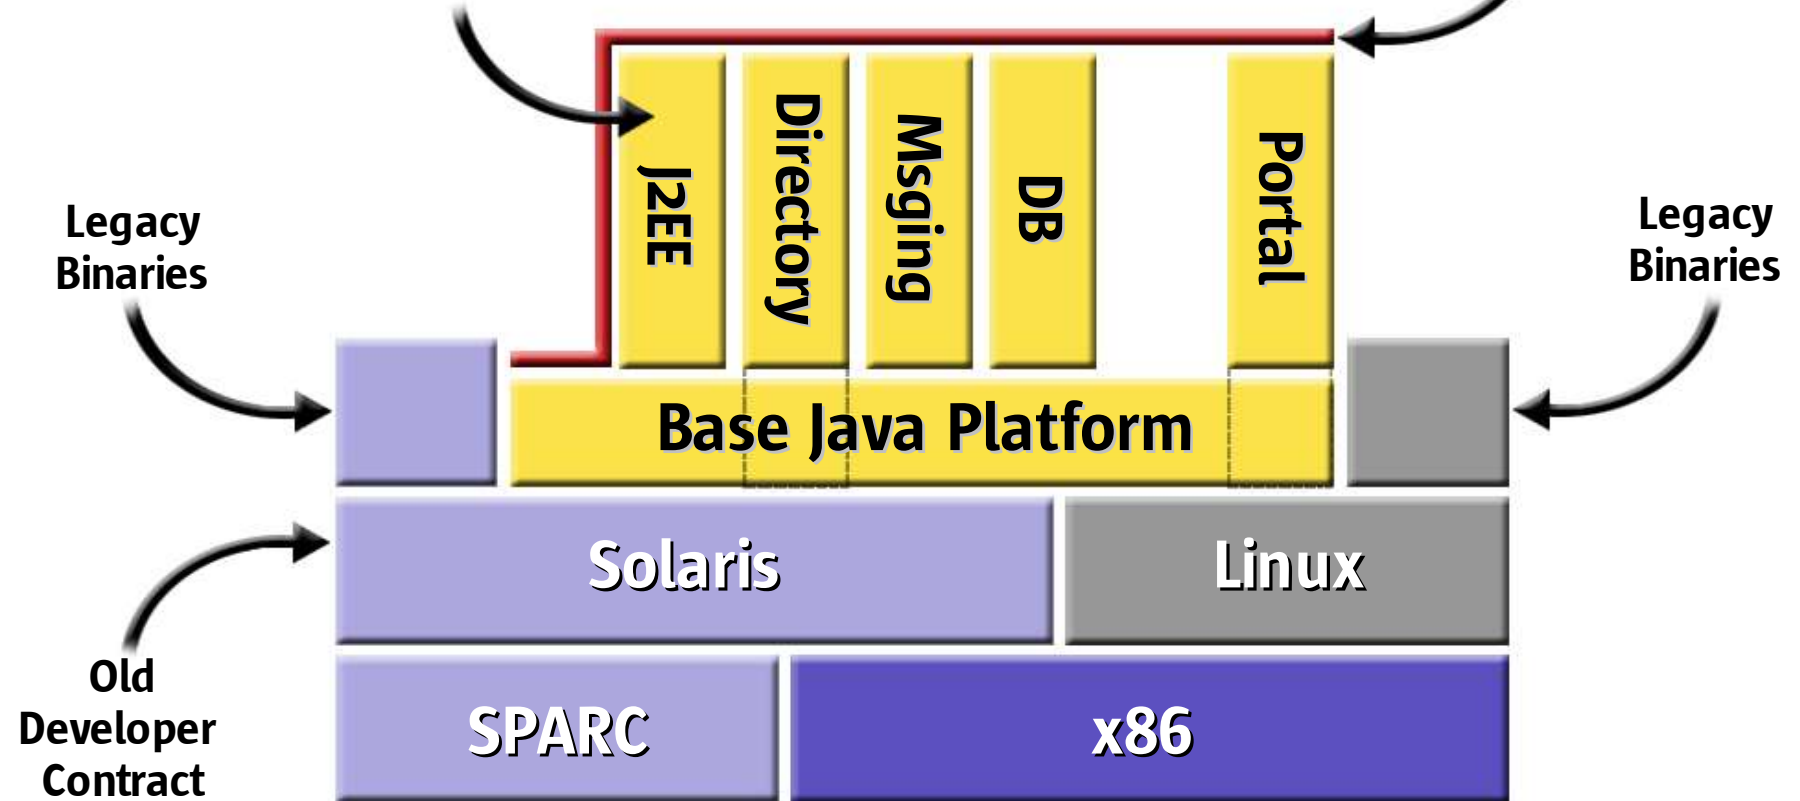 J2EE
Directory
Msging
DB
Portal
Legacy
Binaries
Legacy
Binaries
Base Java Platform
Solaris
Linux
Old
Developer
Contract
SPARC
x86